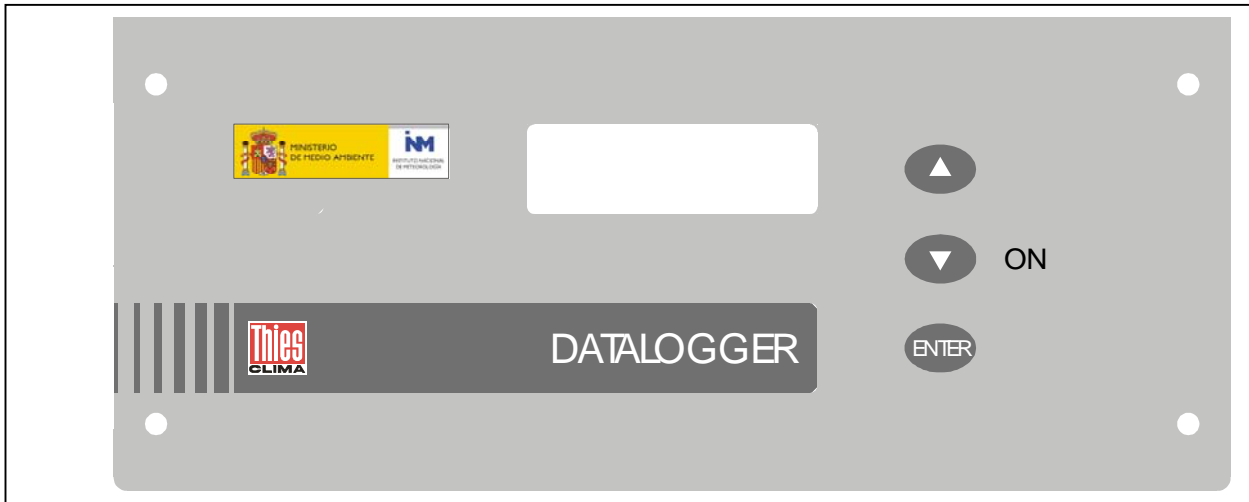 MINISTERIO
DE MEDIO AMBIENTE
INM
INSTITUTO NACIONAL
DE METEOROLOGÍA
ON
Thies
CLIMA
DATALOGGER
ENTER